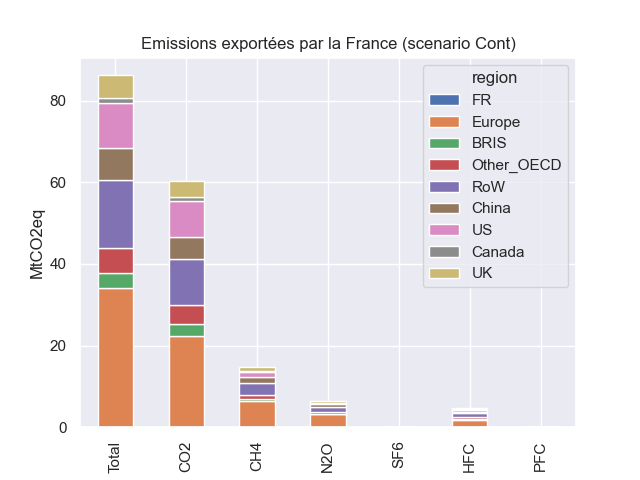 Emissions exportées par la France (scenario Cont)
MtCO2eq
80
60
40
20
0
region
FR
Europe
BRIS
Other_OECD
RoW
China
US
Canada
UK
Total
CO2
CH4
N2O
SF6
HFC
PFC